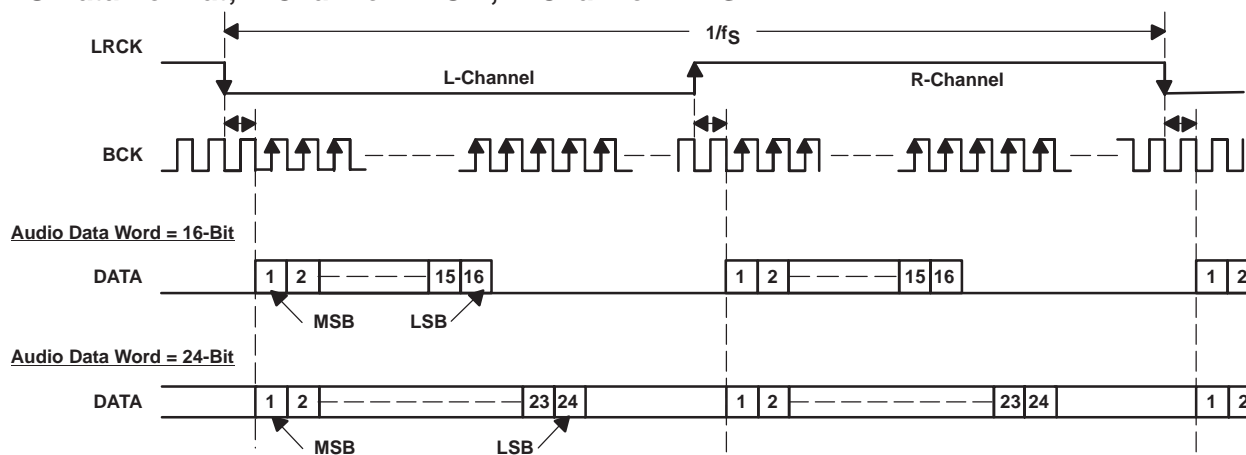 1/fS
LRCK
L-Channel
R-Channel
BCK
Audio Data Word = 16-Bit
DATA 1 2 15 16 1 2 15 16 1 2
MSB LSB
Audio Data Word = 24-Bit
DATA 1 2 23 24 1 2 23 24 1 2
MSB LSB